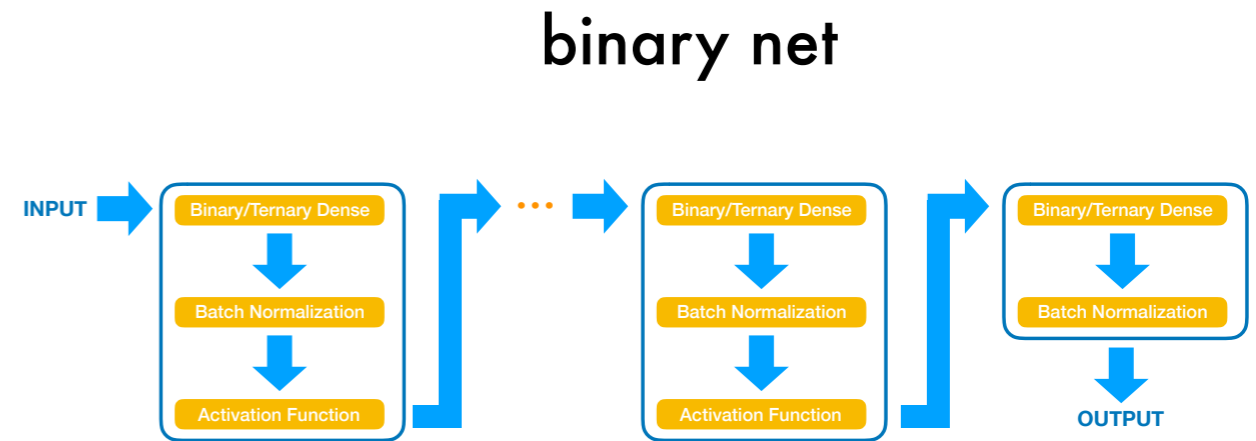 binary net
INPUT
Binary/Ternary Dense
Batch Normalization
Activation Function
...
Binary/Ternary Dense
Batch Normalization
Activation Function
Binary/Ternary Dense
Batch Normalization
OUTPUT